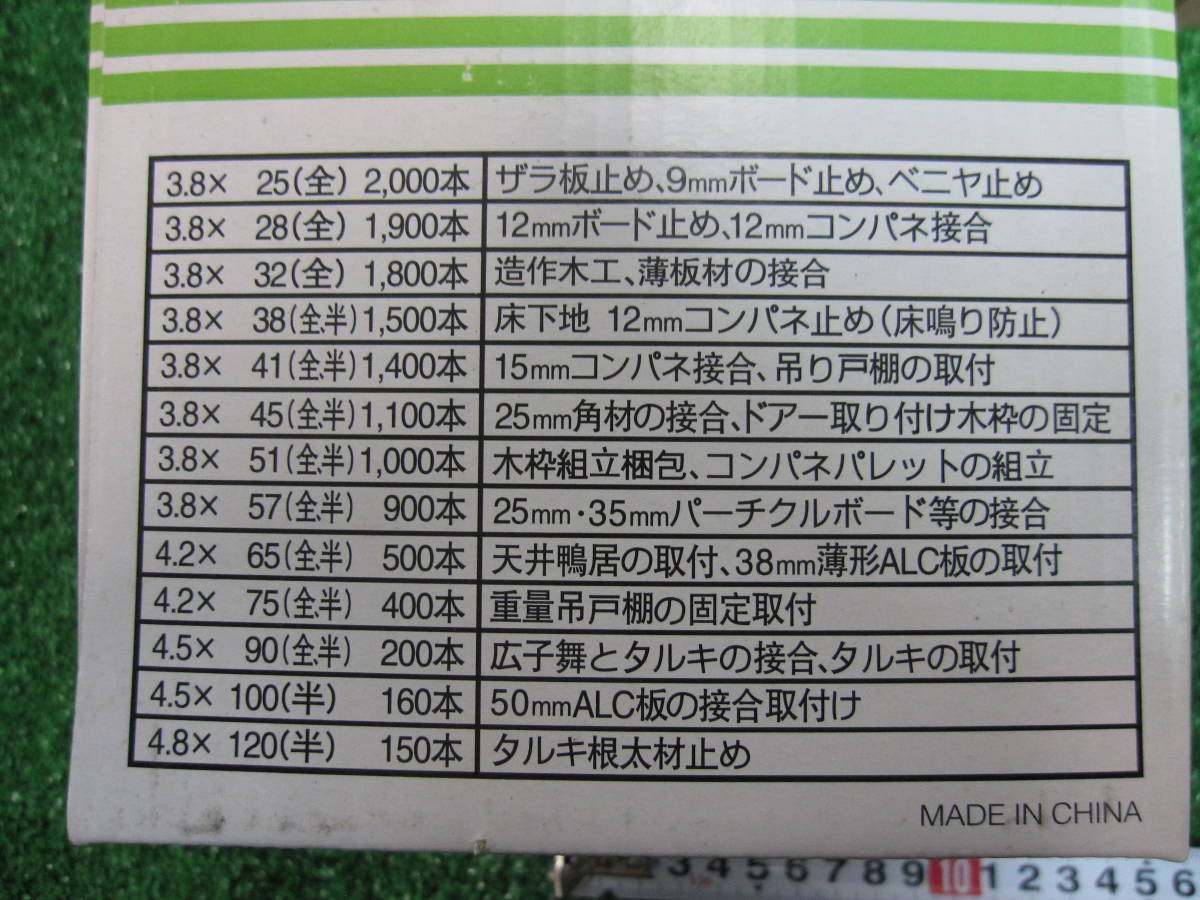 3.8× 25(全) 2,000本 ザラ板止め、9mmボード止め、ベニヤ止め
3.8× 28(全) 1,900本 12mmボード止め、12mmコンパネ接合
3.8× 32(全) 1,800本 造作木工、薄板材の接合
3.8× 38(全、半) 1,500本 床下地 12mmコンパネ止め(床鳴り防止)
3.8× 41(全、半) 1,400本 15mmコンパネ接合、吊り戸棚の取付
3.8× 45(全、半) 1,100本 25mm角材の接合、ドアー取り付け木枠の固定
3.8× 51(全、半) 1,000本 木枠組立梱包、コンパネパレットの組立
3.8× 57(全、半) 900本 25mm・35mmパーチクルボード等の接合
4.2× 65(全、半) 500本 天井鴨居の取付、38mm薄形ALC板の取付
4.2× 75(全、半) 400本 重量吊戸棚の固定取付
4.5× 90(全、半) 200本 広子舞とタルキの接合、タルキの取付
4.5× 100(半) 160本 50mmALC板の接合取付け
4.8× 120(半) 150本 タルキ根太材止め
MADE IN CHINA
3 4 5 6 7 8 9 10 1 2 3 4 5 6